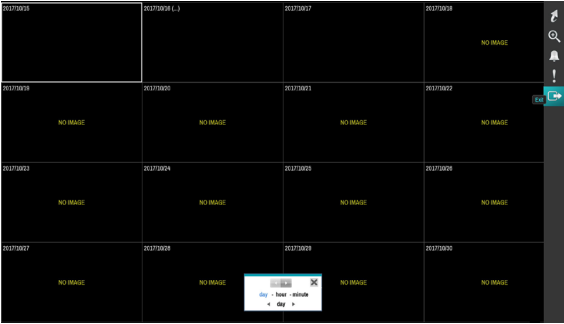 2017/10/15 2017/10/16 (...) 2017/10/17 2017/10/18
NO IMAGE
Exit
2017/10/19 2017/10/20 2017/10/21 2017/10/22
NO IMAGE NO IMAGE NO IMAGE NO IMAGE
2017/10/23 2017/10/24 2017/10/25 2017/10/26
NO IMAGE NO IMAGE NO IMAGE NO IMAGE
2017/10/27 2017/10/28 2017/10/29 2017/10/30
NO IMAGE NO IMAGE NO IMAGE NO IMAGE
day - hour - minute
day